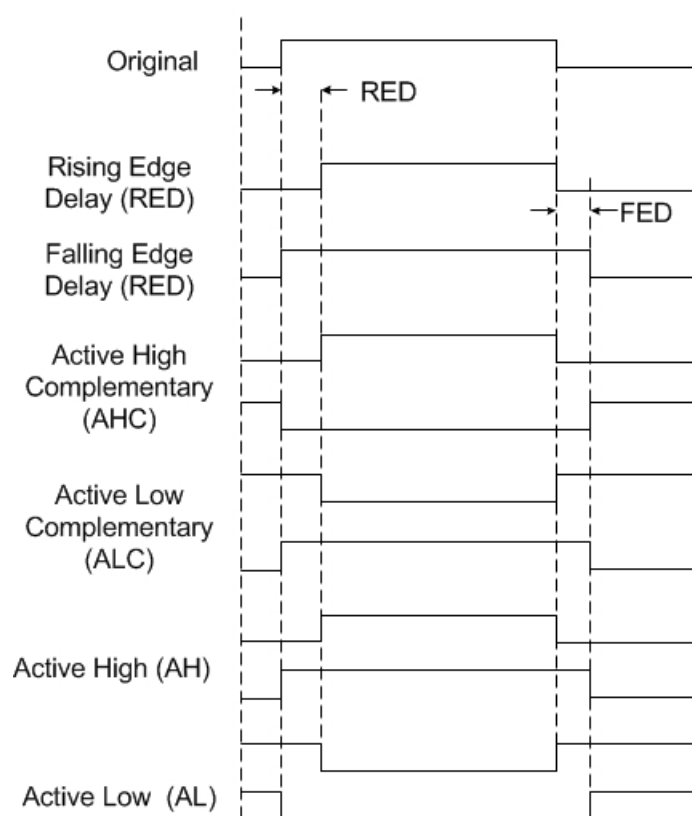 Original
RED
Rising Edge
Delay (RED)
FED
Falling Edge
Delay (RED)
Active High
Complementary
(AHC)
Active Low
Complementary
(ALC)
Active High (AH)
Active Low (AL)